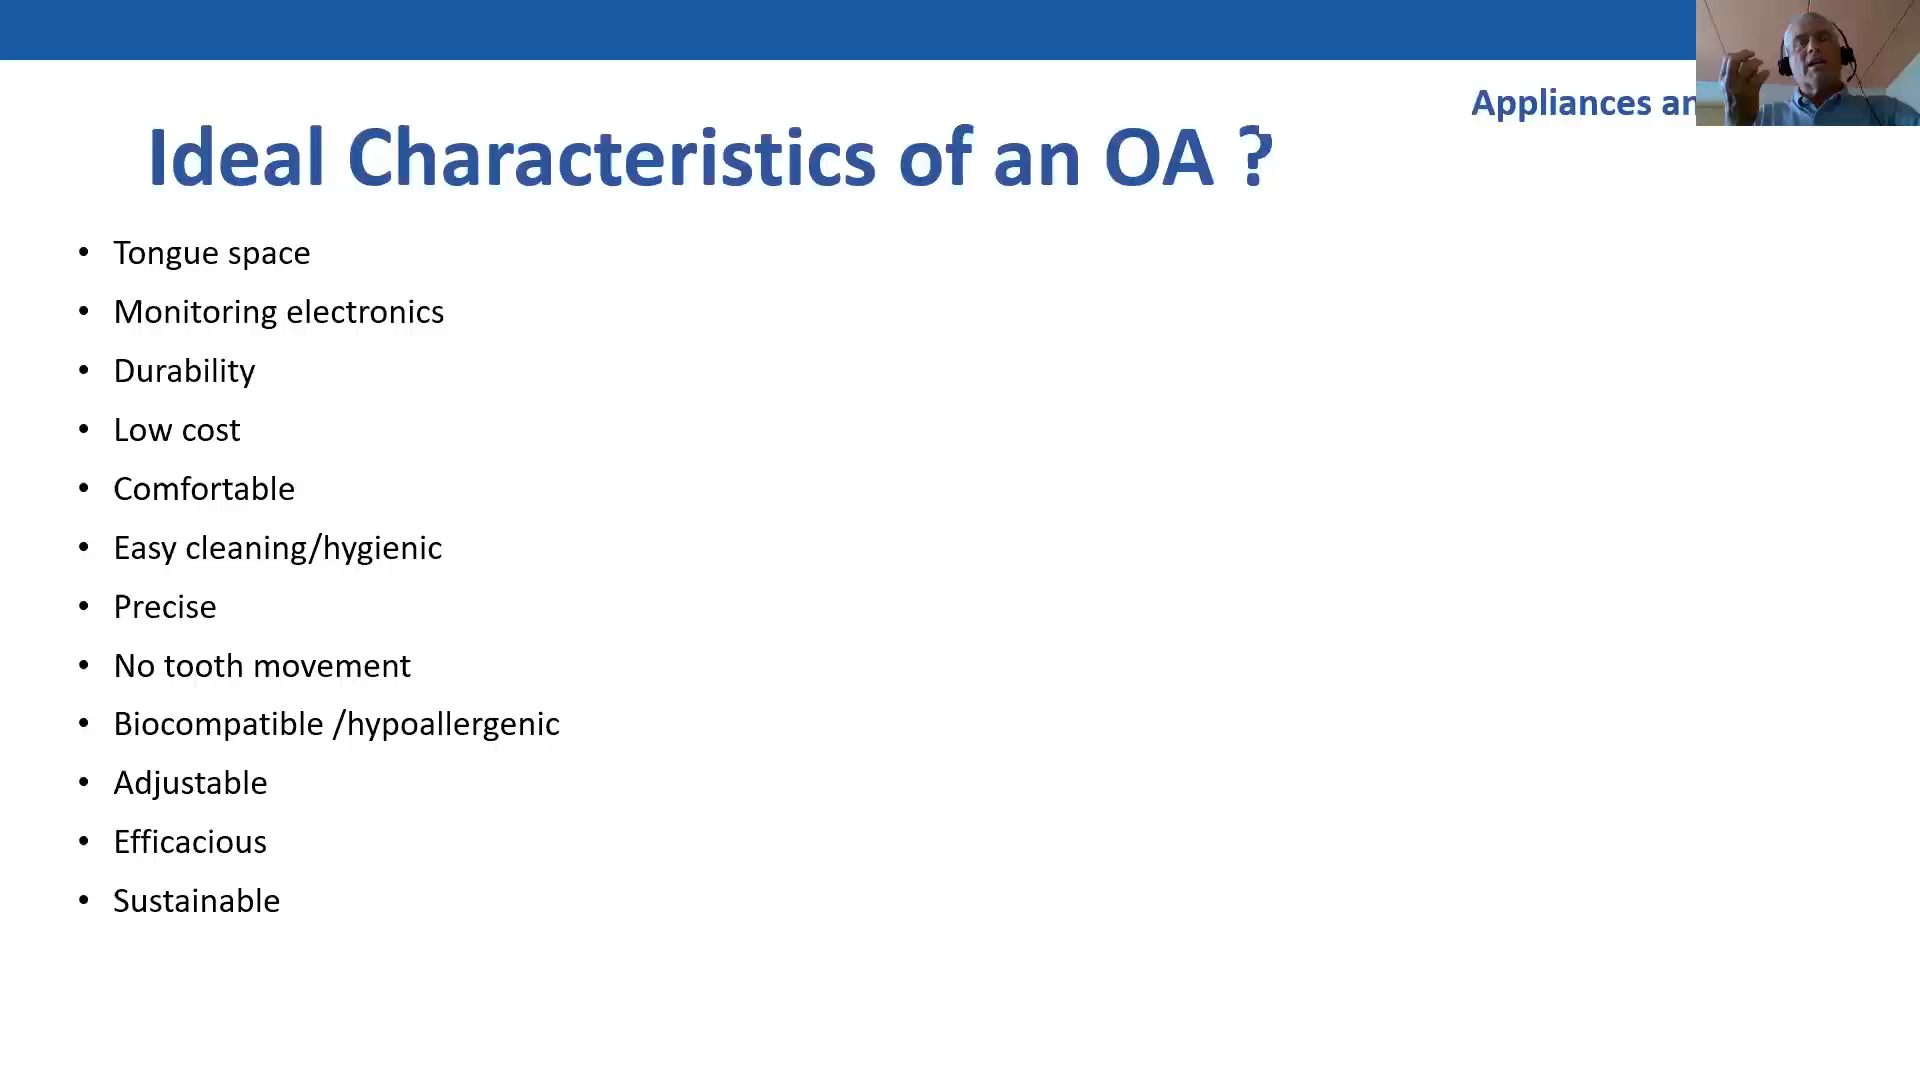 Appliances
Ideal Characteristics of an OA ?
• Tongue space
• Monitoring electronics
• Durability
• Low cost
• Comfortable
• Easy cleaning/hygienic
• Precise
• No tooth movement
• Biocompatible /hypoallergenic
• Adjustable
• Efficacious
• Sustainable